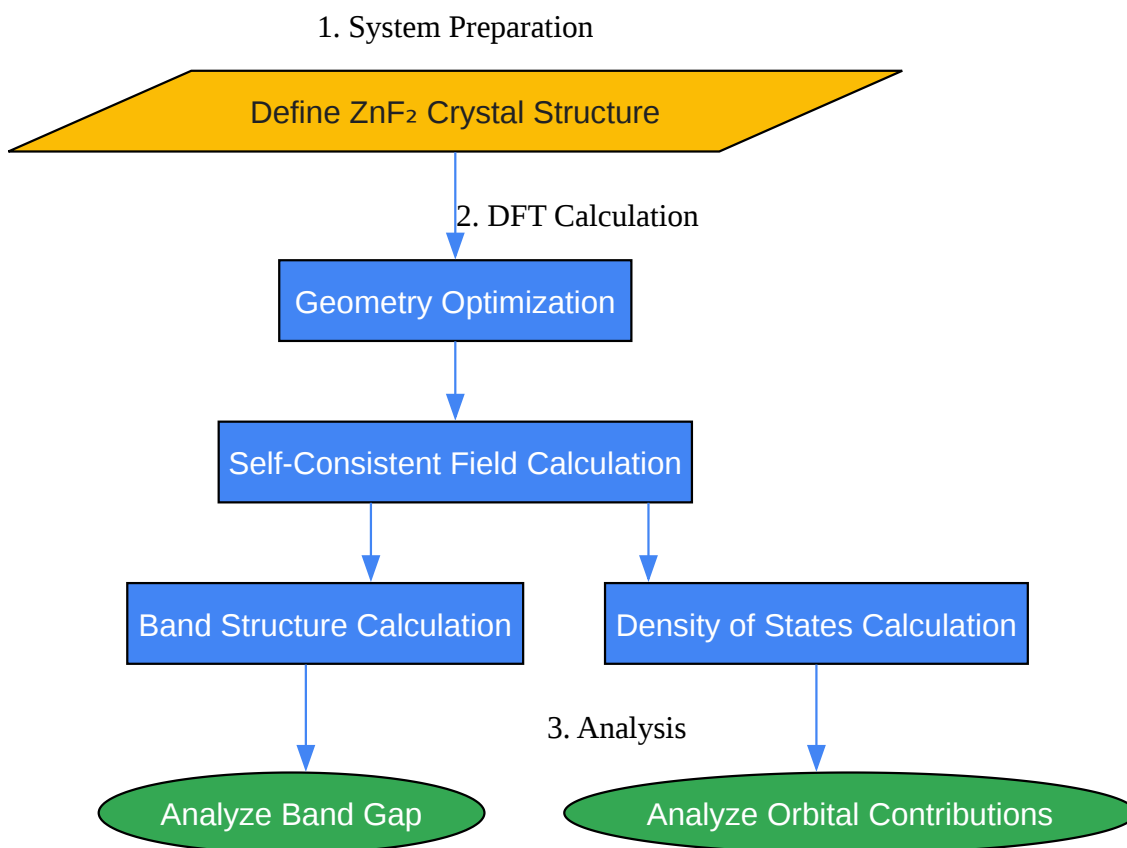 1. System Preparation
Define ZnF₂ Crystal Structure
2. DFT Calculation
Geometry Optimization
Self-Consistent Field Calculation
Band Structure Calculation
Density of States Calculation
3. Analysis
Analyze Band Gap
Analyze Orbital Contributions